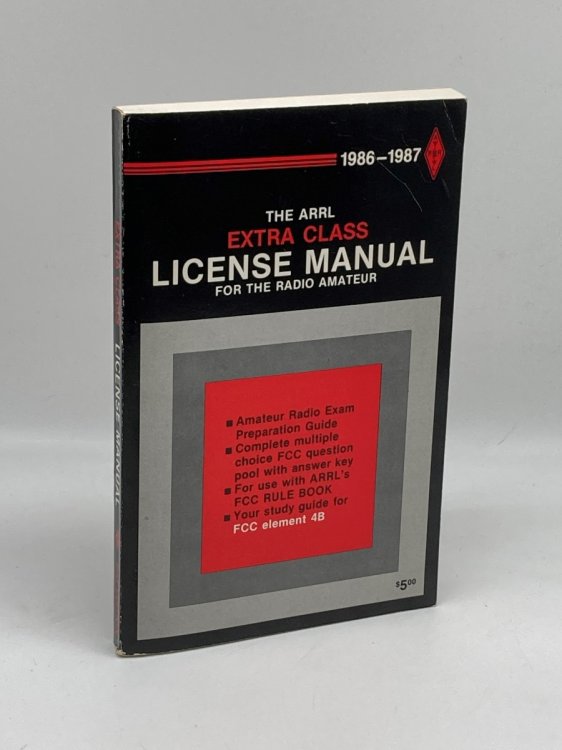 1986–1987
THE ARRL
EXTRA CLASS
LICENSE MANUAL
FOR THE RADIO AMATEUR
■ Amateur Radio Exam
Preparation Guide
■ Complete multiple
choice FCC question
pool with answer key
■ For use with ARRL's
FCC RULE BOOK
■ Your study guide for
FCC element 4B
$5.00
EXTRA CLASS LICENSE MANUAL